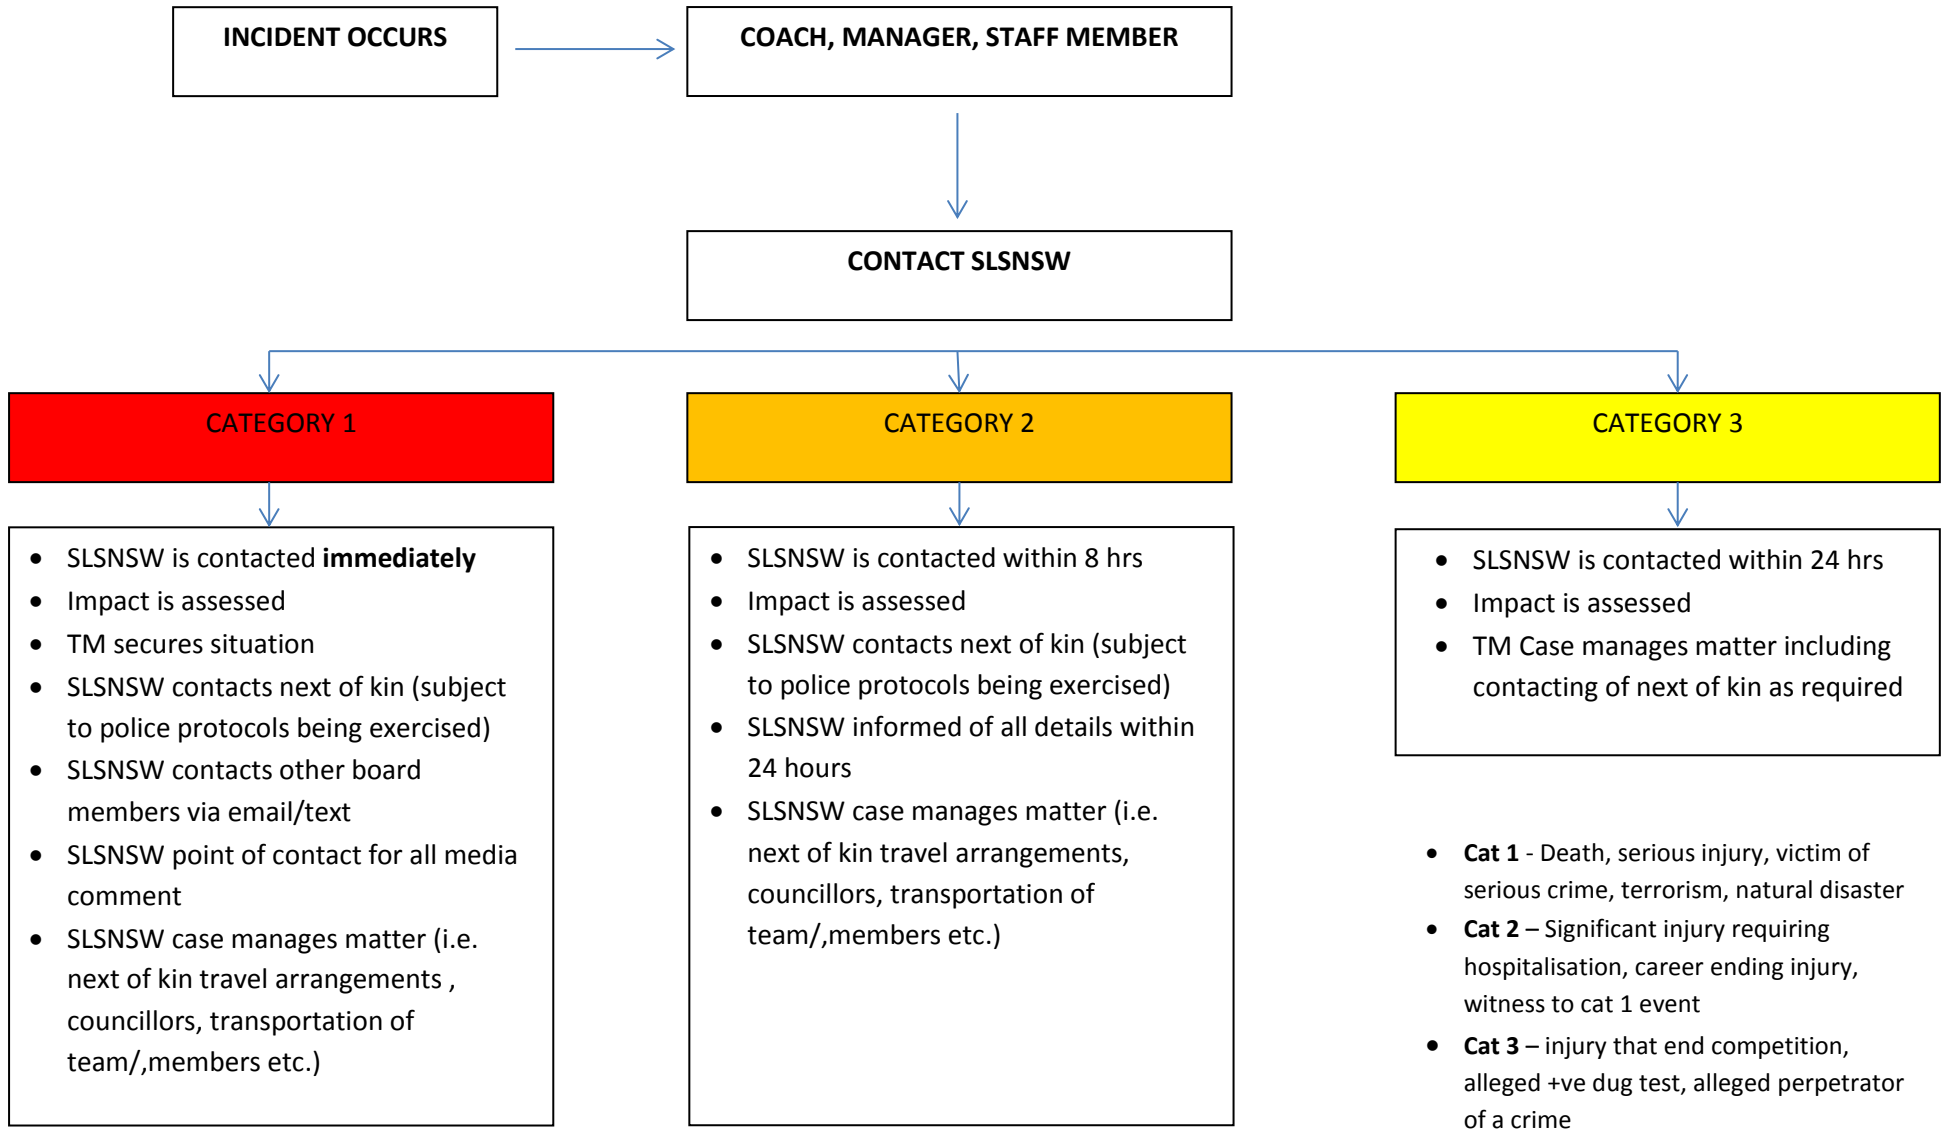 INCIDENT OCCURS
COACH, MANAGER, STAFF MEMBER
CONTACT SLSNSW
CATEGORY 1
CATEGORY 2
CATEGORY 3
• SLSNSW is contacted immediately
• Impact is assessed
• TM secures situation
• SLSNSW contacts next of kin (subject
to police protocols being exercised)
• SLSNSW contacts other board
members via email/text
• SLSNSW point of contact for all media
comment
• SLSNSW case manages matter (i.e.
next of kin travel arrangements ,
councillors, transportation of
team/,members etc.)
• SLSNSW is contacted within 8 hrs
• Impact is assessed
• SLSNSW contacts next of kin (subject
to police protocols being exercised)
• SLSNSW informed of all details within
24 hours
• SLSNSW case manages matter (i.e.
next of kin travel arrangements,
councillors, transportation of
team/,members etc.)
• SLSNSW is contacted within 24 hrs
• Impact is assessed
• TM Case manages matter including
contacting of next of kin as required
• Cat 1 - Death, serious injury, victim of
serious crime, terrorism, natural disaster
• Cat 2 – Significant injury requiring
hospitalisation, career ending injury,
witness to cat 1 event
• Cat 3 – injury that end competition,
alleged +ve dug test, alleged perpetrator
of a crime